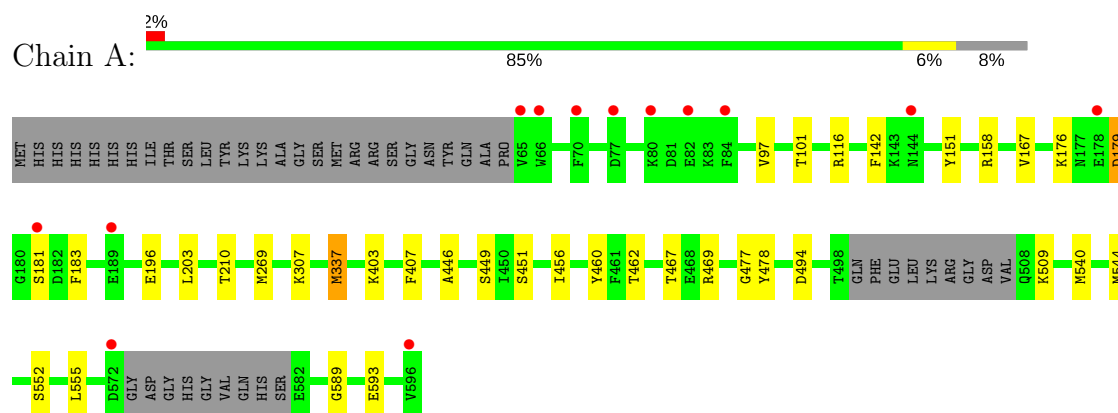 2%
Chain A:
85% 6% 8%
MET HIS HIS HIS HIS HIS HIS ILE THR SER LEU TYR LYS LYS ALA GLY SER MET ARG ARG SER GLY ASN TYR GLN ALA PRO V65 W66 F70 D77 K80 D81 E82 K83 F84 V97 T101 R116 F142 K143 N144 Y151 R158 V167 K176 N177 E178 D179
G180 S181 D182 F183 E189 E196 L203 T210 M269 K307 M337 K403 F407 A446 S449 I450 S451 I456 Y460 F461 T462 T467 E468 R469 G477 Y478 D494 T498 GLN PHE GLU LEU LYS ARG GLY ASP VAL Q508 K509 M540 M544
S552 L555 D572 GLY ASP GLY HIS GLY VAL GLN HIS SER E582 G589 E593 V596